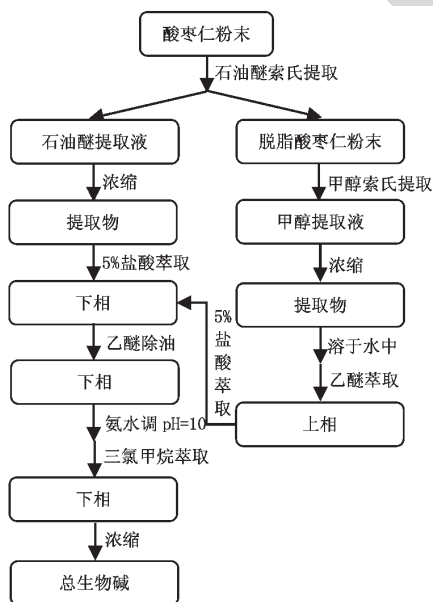 酸枣仁粉末
石油醚索氏提取
石油醚提取液
脱脂酸枣仁粉末
浓缩
甲醇索氏提取
提取物
甲醇提取液
5%盐酸萃取
浓缩
下相
5%盐酸萃取
提取物
乙醚除油
溶于水中
下相
乙醚萃取
氨水调 pH=10
上相
三氯甲烷萃取
下相
浓缩
总生物碱